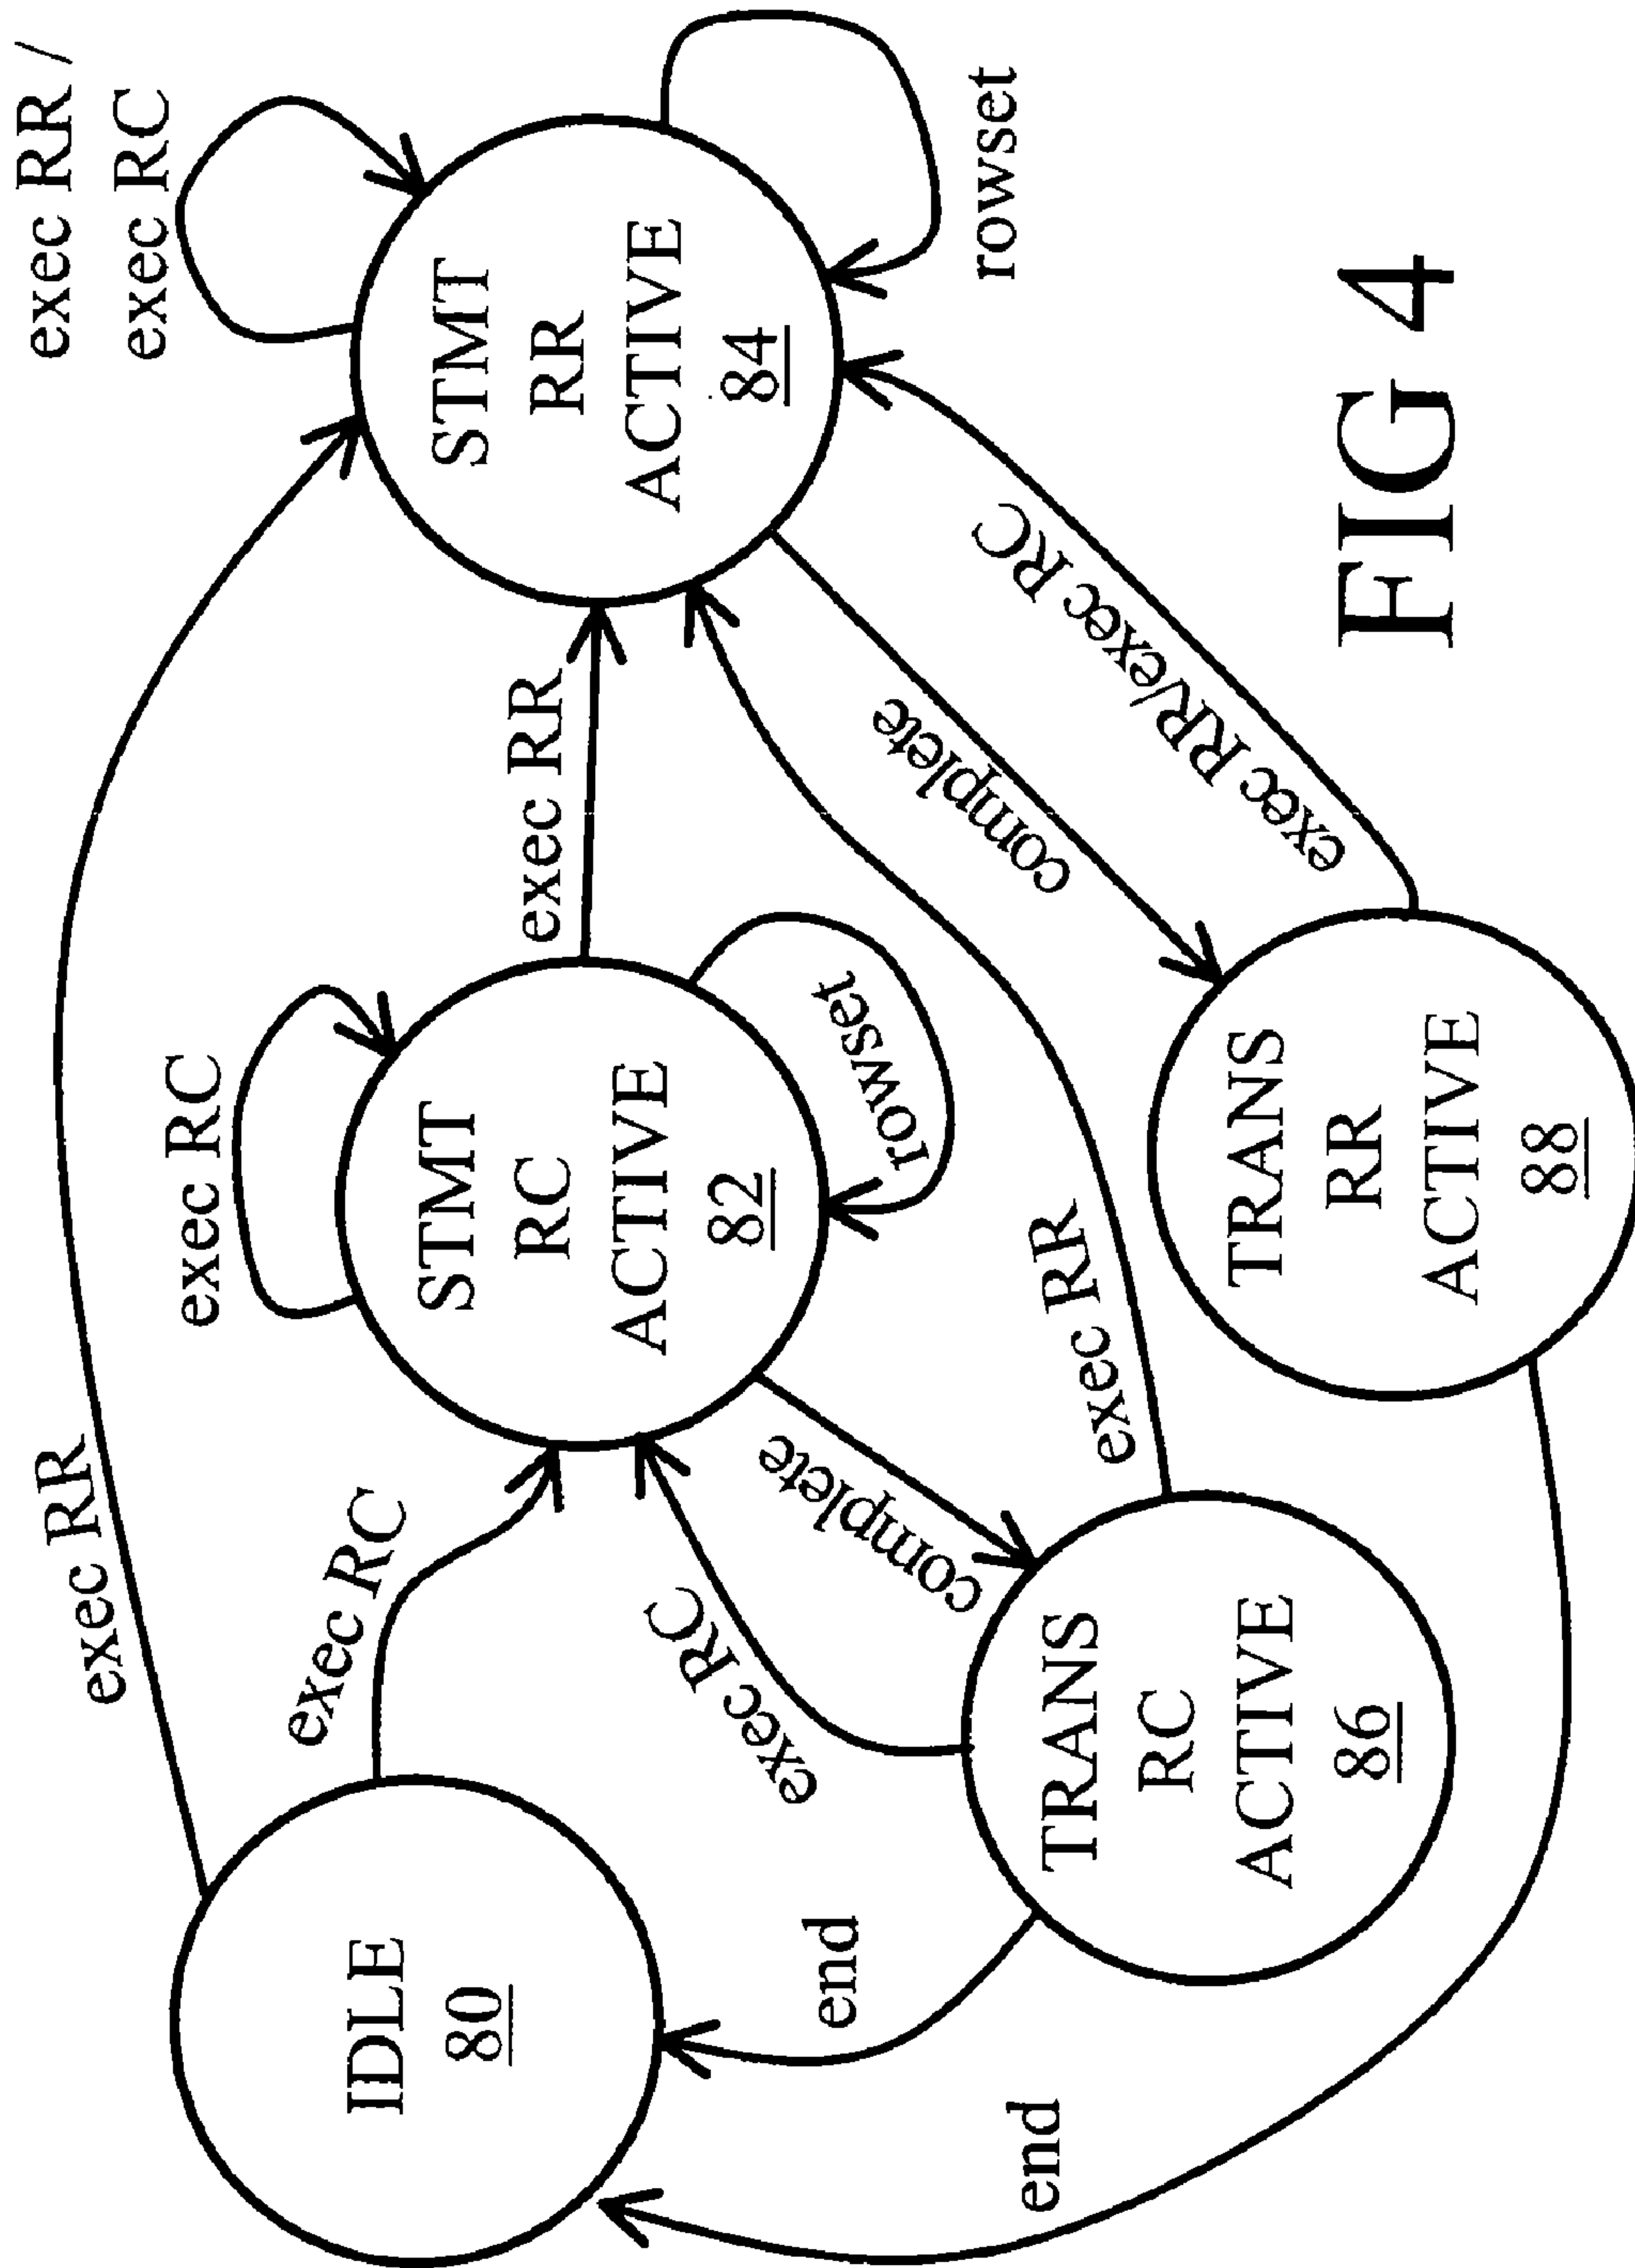 exec RR
exec RR /
exec RC
exec RC
exec RC
exec RR
IDLE
80
STMT
RC
ACTIVE
82
STMT
RR
ACTIVE
84
rowset
rowset
exec RC
complete
complete
end
exec RR
exec RR/exec RC
TRANS
RC
ACTIVE
86
TRANS
RR
ACTIVE
88
end
FIG 4